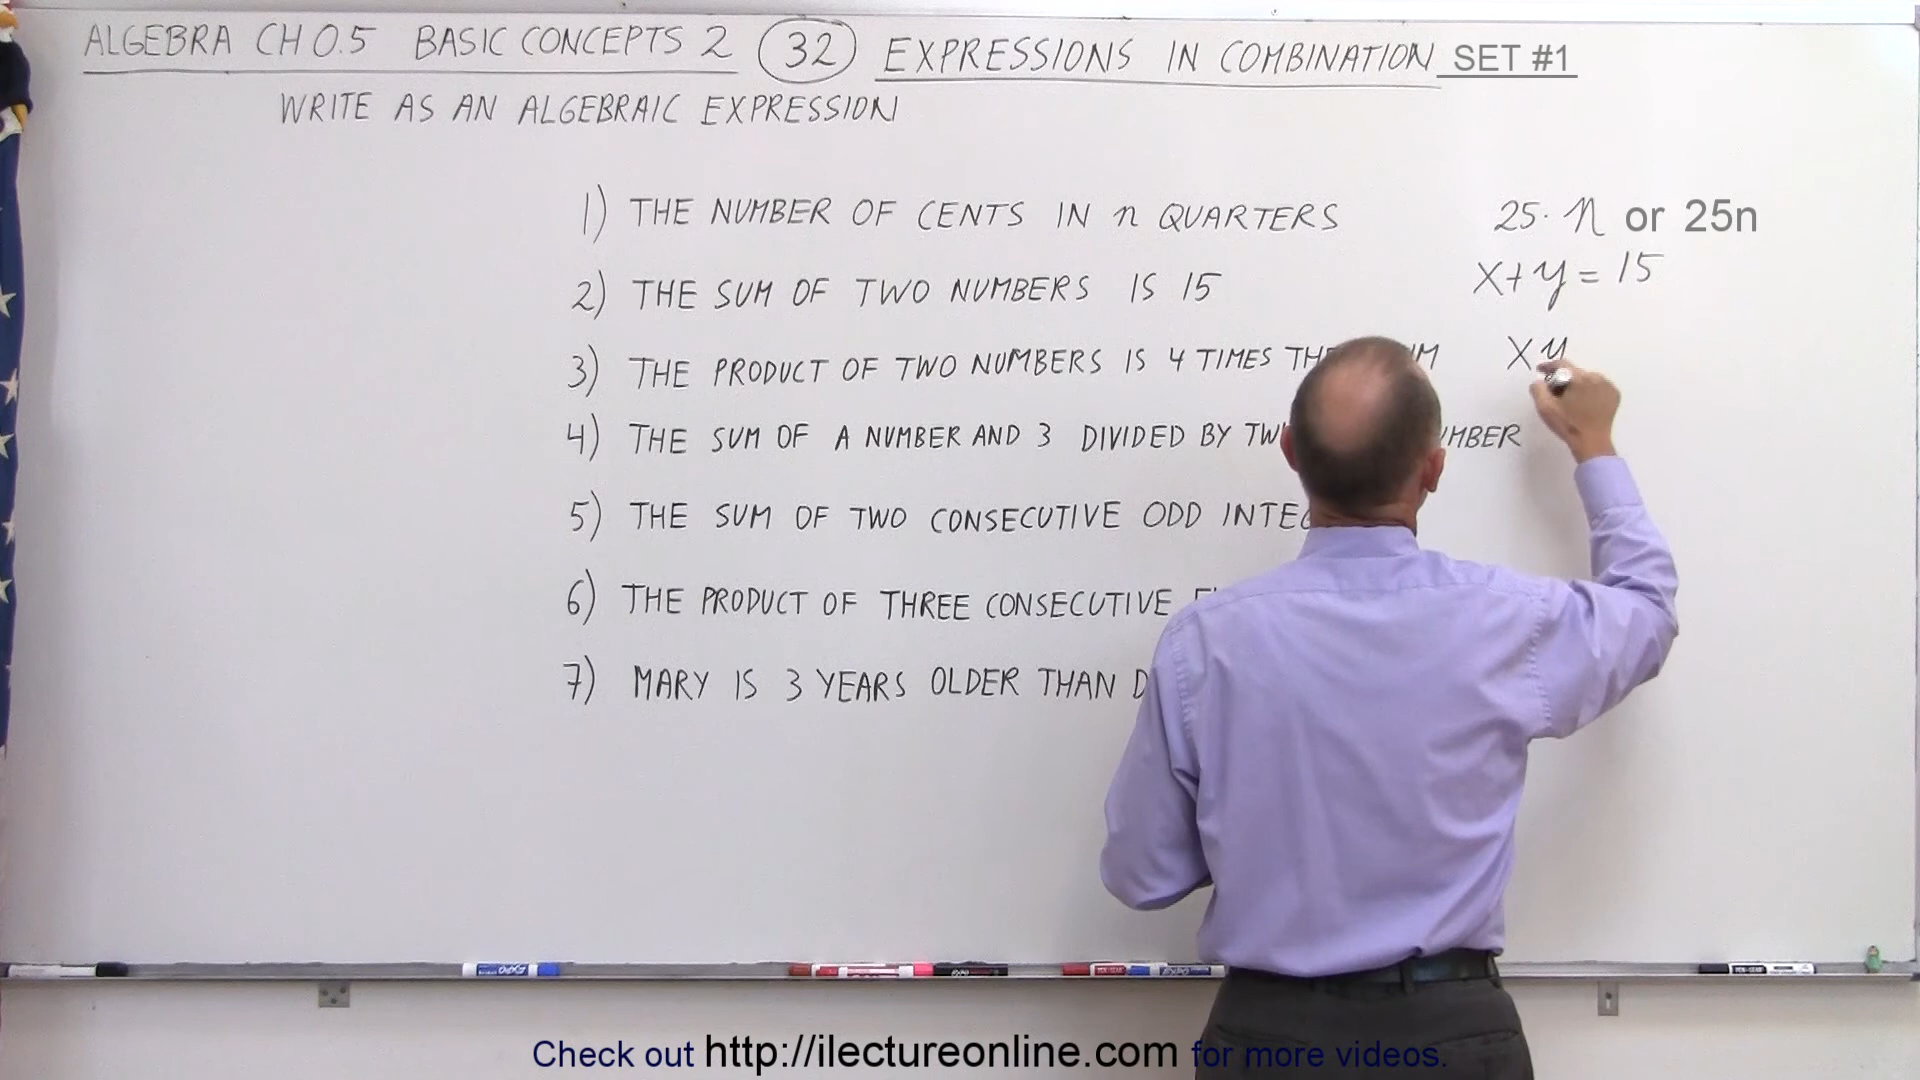 ALGEBRA CH 0.5 BASIC CONCEPTS 2 32 EXPRESSIONS IN COMBINATION SET #1
WRITE AS AN ALGEBRAIC EXPRESSION
1) THE NUMBER OF CENTS IN n QUARTERS 25· n or 25n
2) THE SUM OF TWO NUMBERS IS 15 x+y = 15
3) THE PRODUCT OF TWO NUMBERS IS 4 TIMES xy
4) THE SUM OF A NUMBER AND 3 DIVIDED BY
5) THE SUM OF TWO CONSECUTIVE ODD
6) THE PRODUCT OF THREE CONSECUTIVE
7) MARY IS 3 YEARS OLDER THAN
Check out http://ilectureonline.com for more videos.